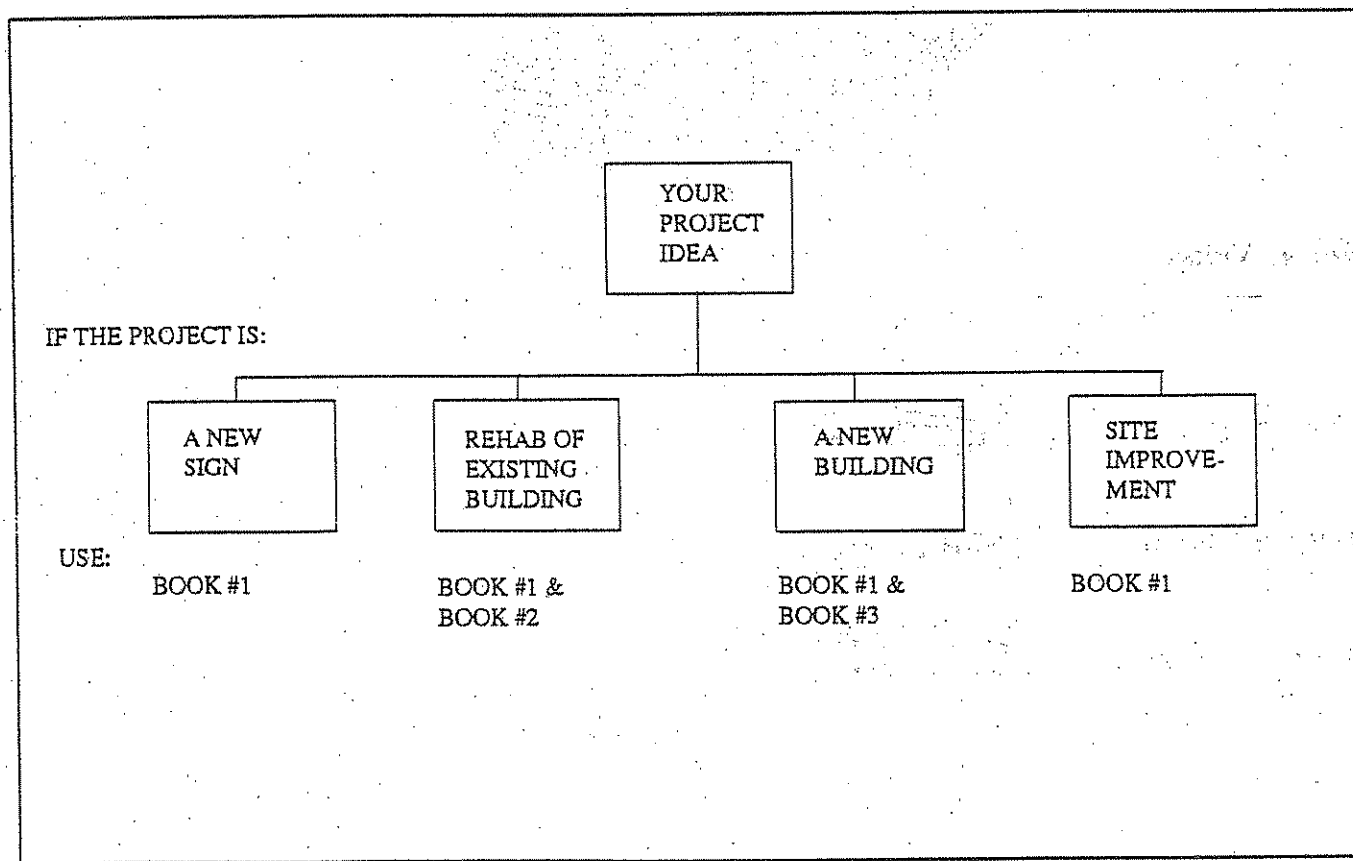 YOUR
PROJECT
IDEA
IF THE PROJECT IS:
A NEW
SIGN
REHAB OF
EXISTING
BUILDING
A NEW
BUILDING
SITE
IMPROVE-
MENT
USE:
BOOK #1
BOOK #1 &
BOOK #2
BOOK #1 &
BOOK #3
BOOK #1